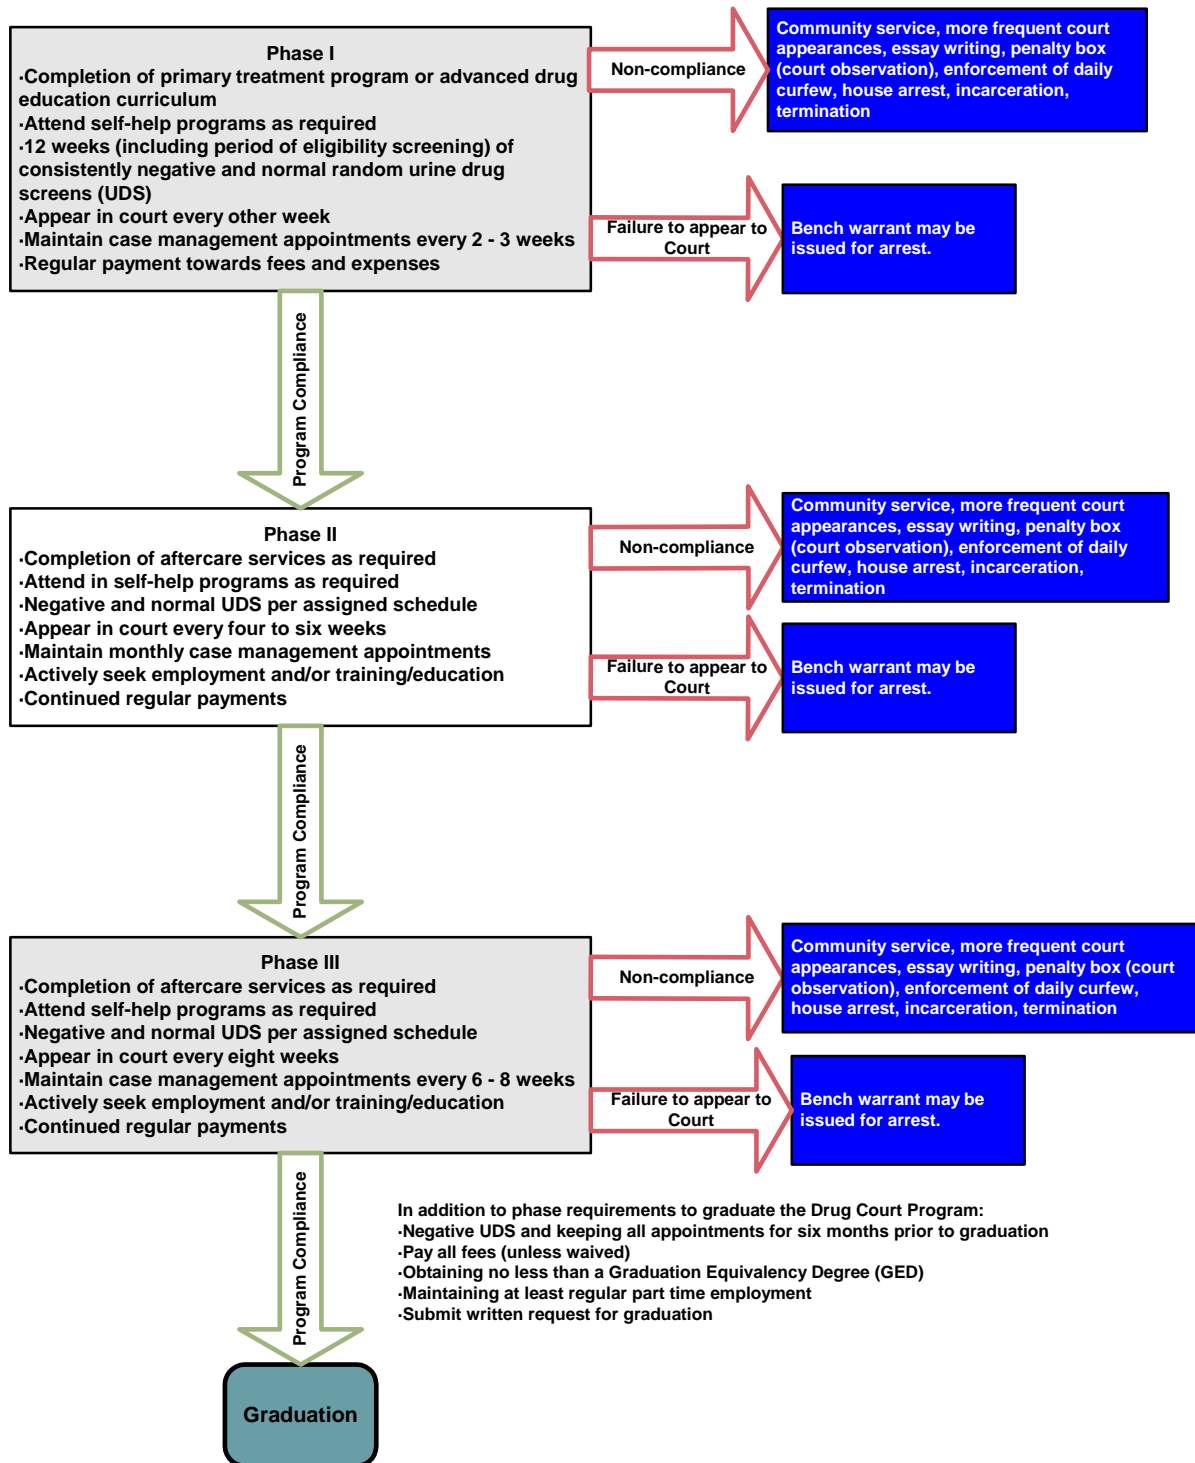 Phase I
·Completion of primary treatment program or advanced drug
education curriculum
·Attend self-help programs as required
·12 weeks (including period of eligibility screening) of
consistently negative and normal random urine drug
screens (UDS)
·Appear in court every other week
·Maintain case management appointments every 2 - 3 weeks
·Regular payment towards fees and expenses
Non-compliance
Community service, more frequent court
appearances, essay writing, penalty box
(court observation), enforcement of daily
curfew, house arrest, incarceration,
termination
Failure to appear to
Court
Bench warrant may be
issued for arrest.
Program Compliance
Phase II
·Completion of aftercare services as required
·Attend in self-help programs as required
·Negative and normal UDS per assigned schedule
·Appear in court every four to six weeks
·Maintain monthly case management appointments
·Actively seek employment and/or training/education
·Continued regular payments
Non-compliance
Community service, more frequent court
appearances, essay writing, penalty box
(court observation), enforcement of daily
curfew, house arrest, incarceration,
termination
Failure to appear to
Court
Bench warrant may be
issued for arrest.
Program Compliance
Phase III
·Completion of aftercare services as required
·Attend self-help programs as required
·Negative and normal UDS per assigned schedule
·Appear in court every eight weeks
·Maintain case management appointments every 6 - 8 weeks
·Actively seek employment and/or training/education
·Continued regular payments
Non-compliance
Community service, more frequent court
appearances, essay writing, penalty box (court
observation), enforcement of daily curfew,
house arrest, incarceration, termination
Failure to appear to
Court
Bench warrant may be
issued for arrest.
Program Compliance
In addition to phase requirements to graduate the Drug Court Program:
·Negative UDS and keeping all appointments for six months prior to graduation
·Pay all fees (unless waived)
·Obtaining no less than a Graduation Equivalency Degree (GED)
·Maintaining at least regular part time employment
·Submit written request for graduation
Graduation